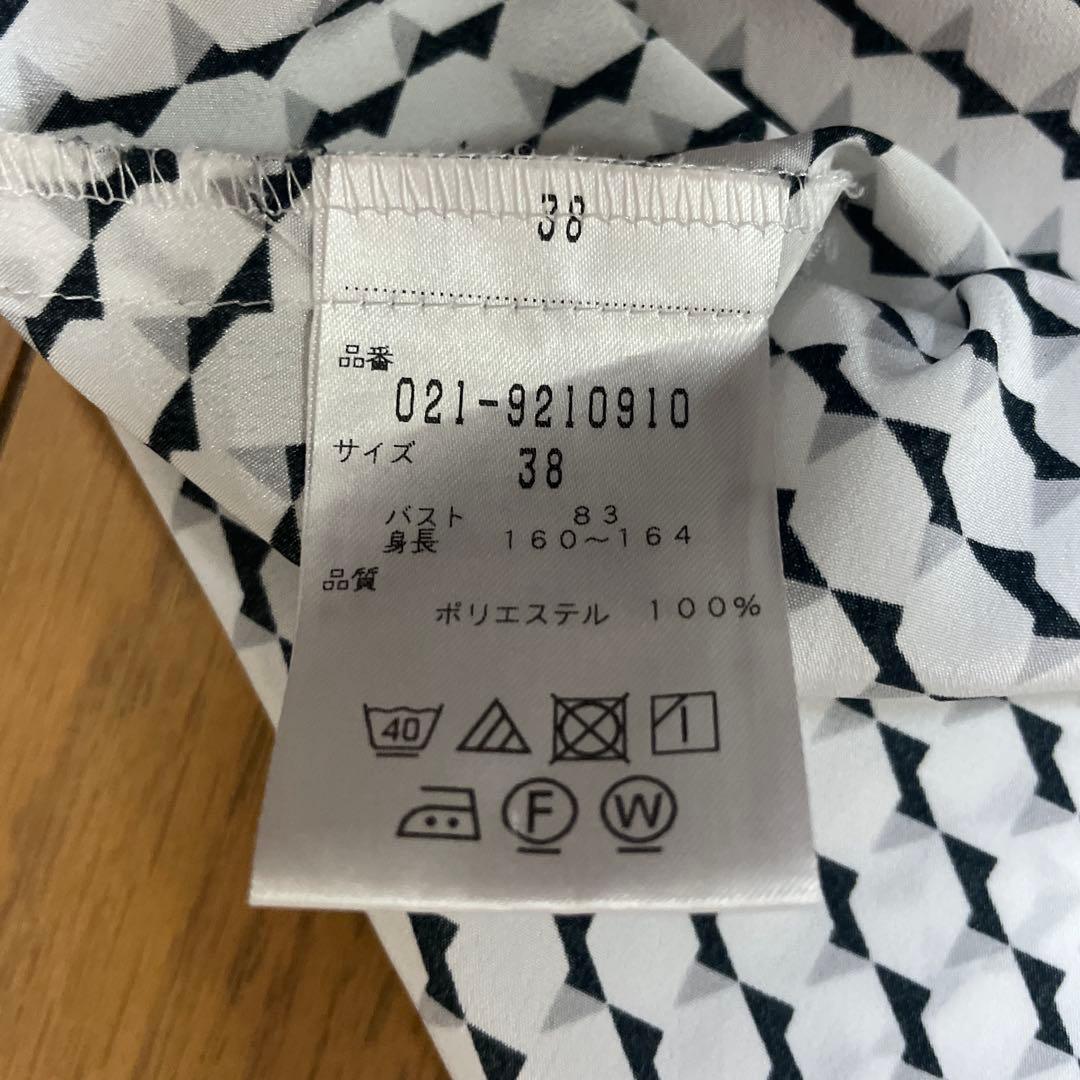 38
品番
021-9210910
サイズ
38
バスト 83
身長 160～164
品質
ポリエステル 100%
40
F W